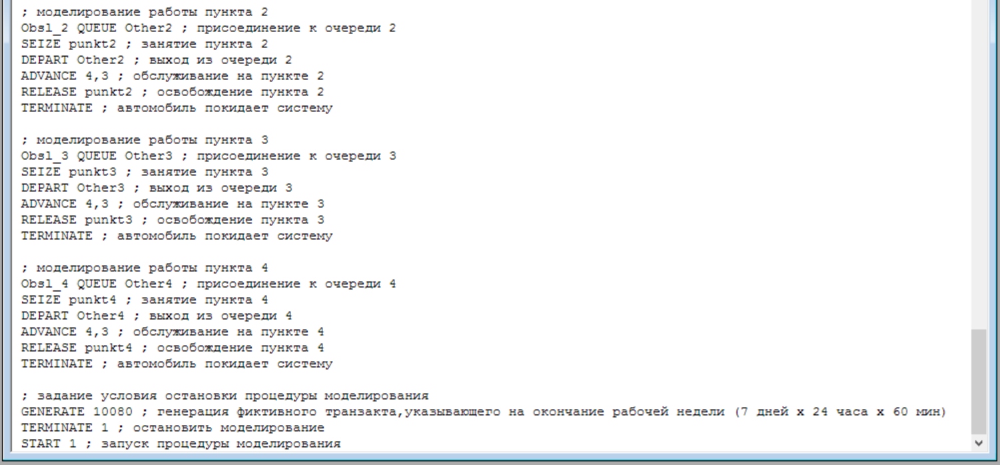 ; моделирование работы пункта 2
Obsl_2 QUEUE Other2 ; присоединение к очереди 2
SEIZE punkt2 ; занятие пункта 2
DEPART Other2 ; выход из очереди 2
ADVANCE 4,3 ; обслуживание на пункте 2
RELEASE punkt2 ; освобождение пункта 2
TERMINATE ; автомобиль покидает систему
; моделирование работы пункта 3
Obsl_3 QUEUE Other3 ; присоединение к очереди 3
SEIZE punkt3 ; занятие пункта 3
DEPART Other3 ; выход из очереди 3
ADVANCE 4,3 ; обслуживание на пункте 3
RELEASE punkt3 ; освобождение пункта 3
TERMINATE ; автомобиль покидает систему
; моделирование работы пункта 4
Obsl_4 QUEUE Other4 ; присоединение к очереди 4
SEIZE punkt4 ; занятие пункта 4
DEPART Other4 ; выход из очереди 4
ADVANCE 4,3 ; обслуживание на пункте 4
RELEASE punkt4 ; освобождение пункта 4
TERMINATE ; автомобиль покидает систему
; задание условия остановки процедуры моделирования
GENERATE 10080 ; генерация фиктивного транзакта,указывающего на окончание рабочей недели (7 дней x 24 часа x 60 мин)
TERMINATE 1 ; остановить моделирование
START 1 ; запуск процедуры моделирования